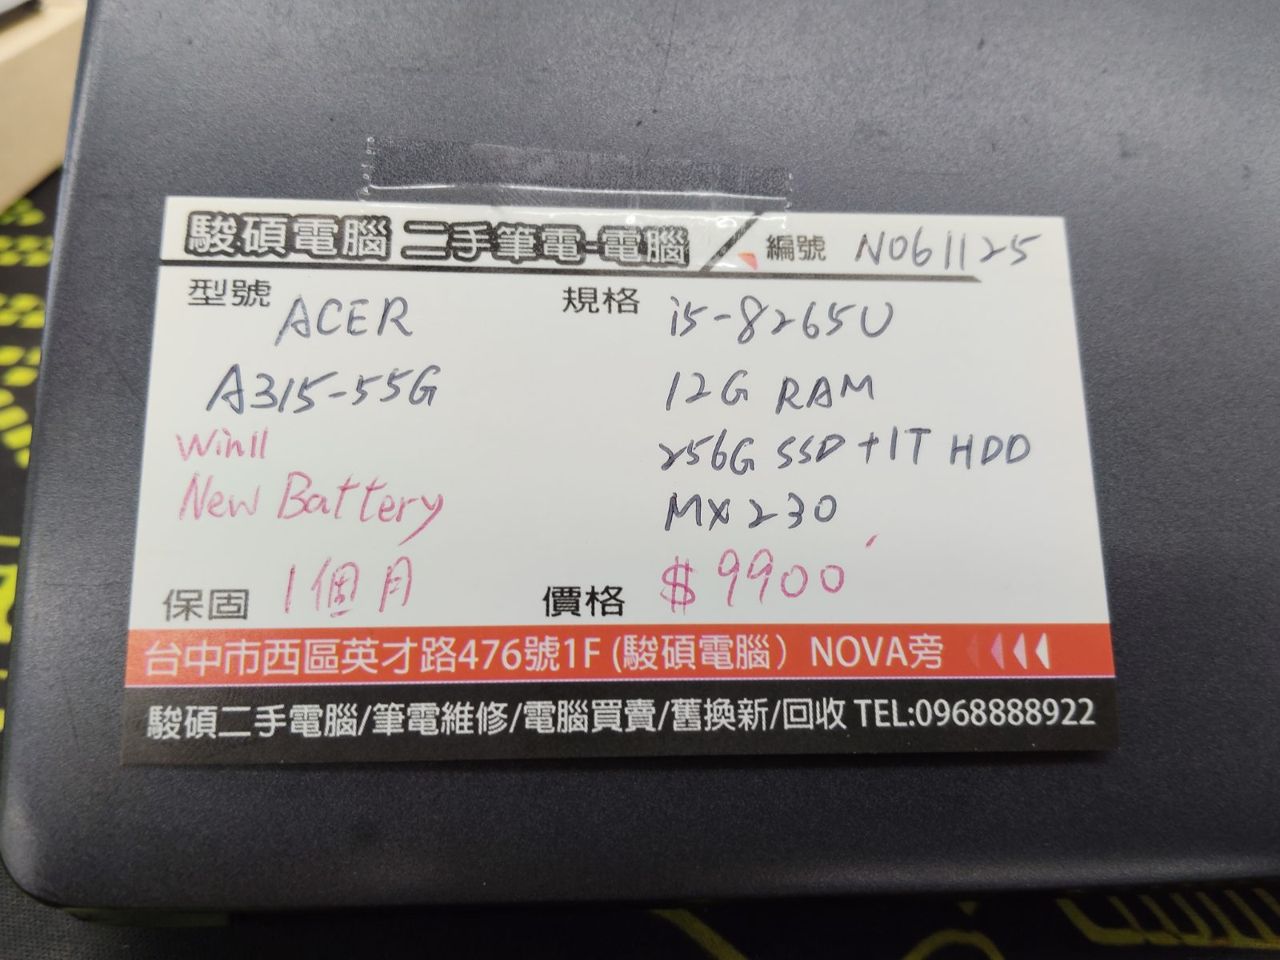 駿碩電腦 二手筆電-電腦 編號 N061125
型號 ACER 規格 i5-8265U
A315-55G 12G RAM
Win11 256G SSD + 1T HDD
New Battery MX230
保固 1個月 價格 $9900
台中市西區英才路476號1F (駿碩電腦) NOVA旁
駿碩二手電腦/筆電維修/電腦買賣/舊換新/回收 TEL:0968888922